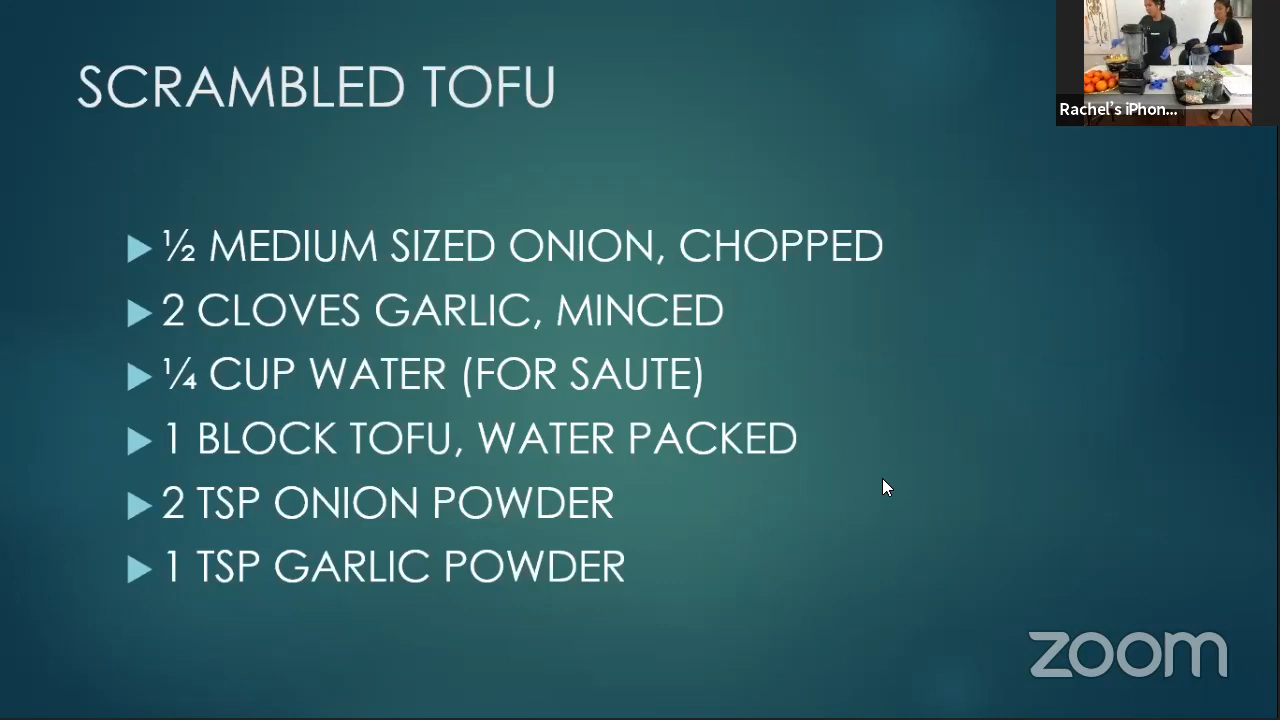 SCRAMBLED TOFU
Rachel's iPhon...
½ MEDIUM SIZED ONION, CHOPPED
2 CLOVES GARLIC, MINCED
¼ CUP WATER (FOR SAUTE)
1 BLOCK TOFU, WATER PACKED
2 TSP ONION POWDER
1 TSP GARLIC POWDER
zoom